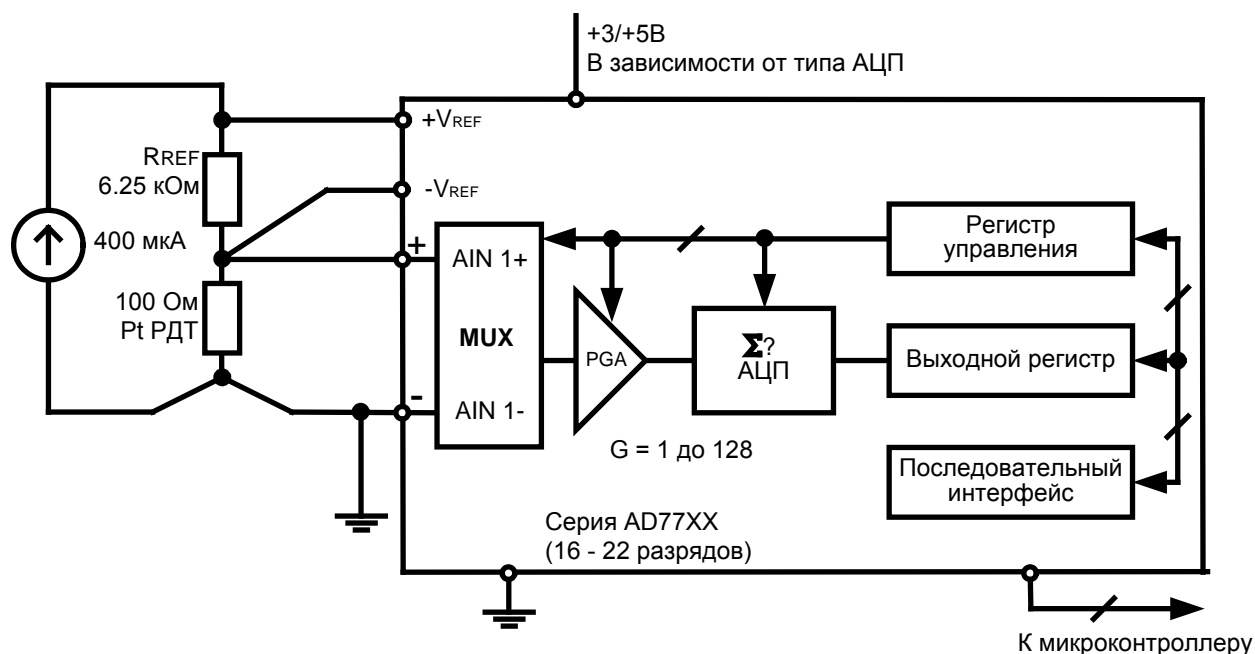 +3/+5В
В зависимости от типа АЦП
+VREF
RREF
6.25 кОм
-VREF
400 мкА
+
AIN 1+
Регистр
управления
100 Ом
Pt РДТ
MUX
PGA
Σ?
АЦП
Выходной регистр
-
AIN 1-
G = 1 до 128
Последовательный
интерфейс
Серия AD77XX
(16 - 22 разрядов)
К микроконтроллеру